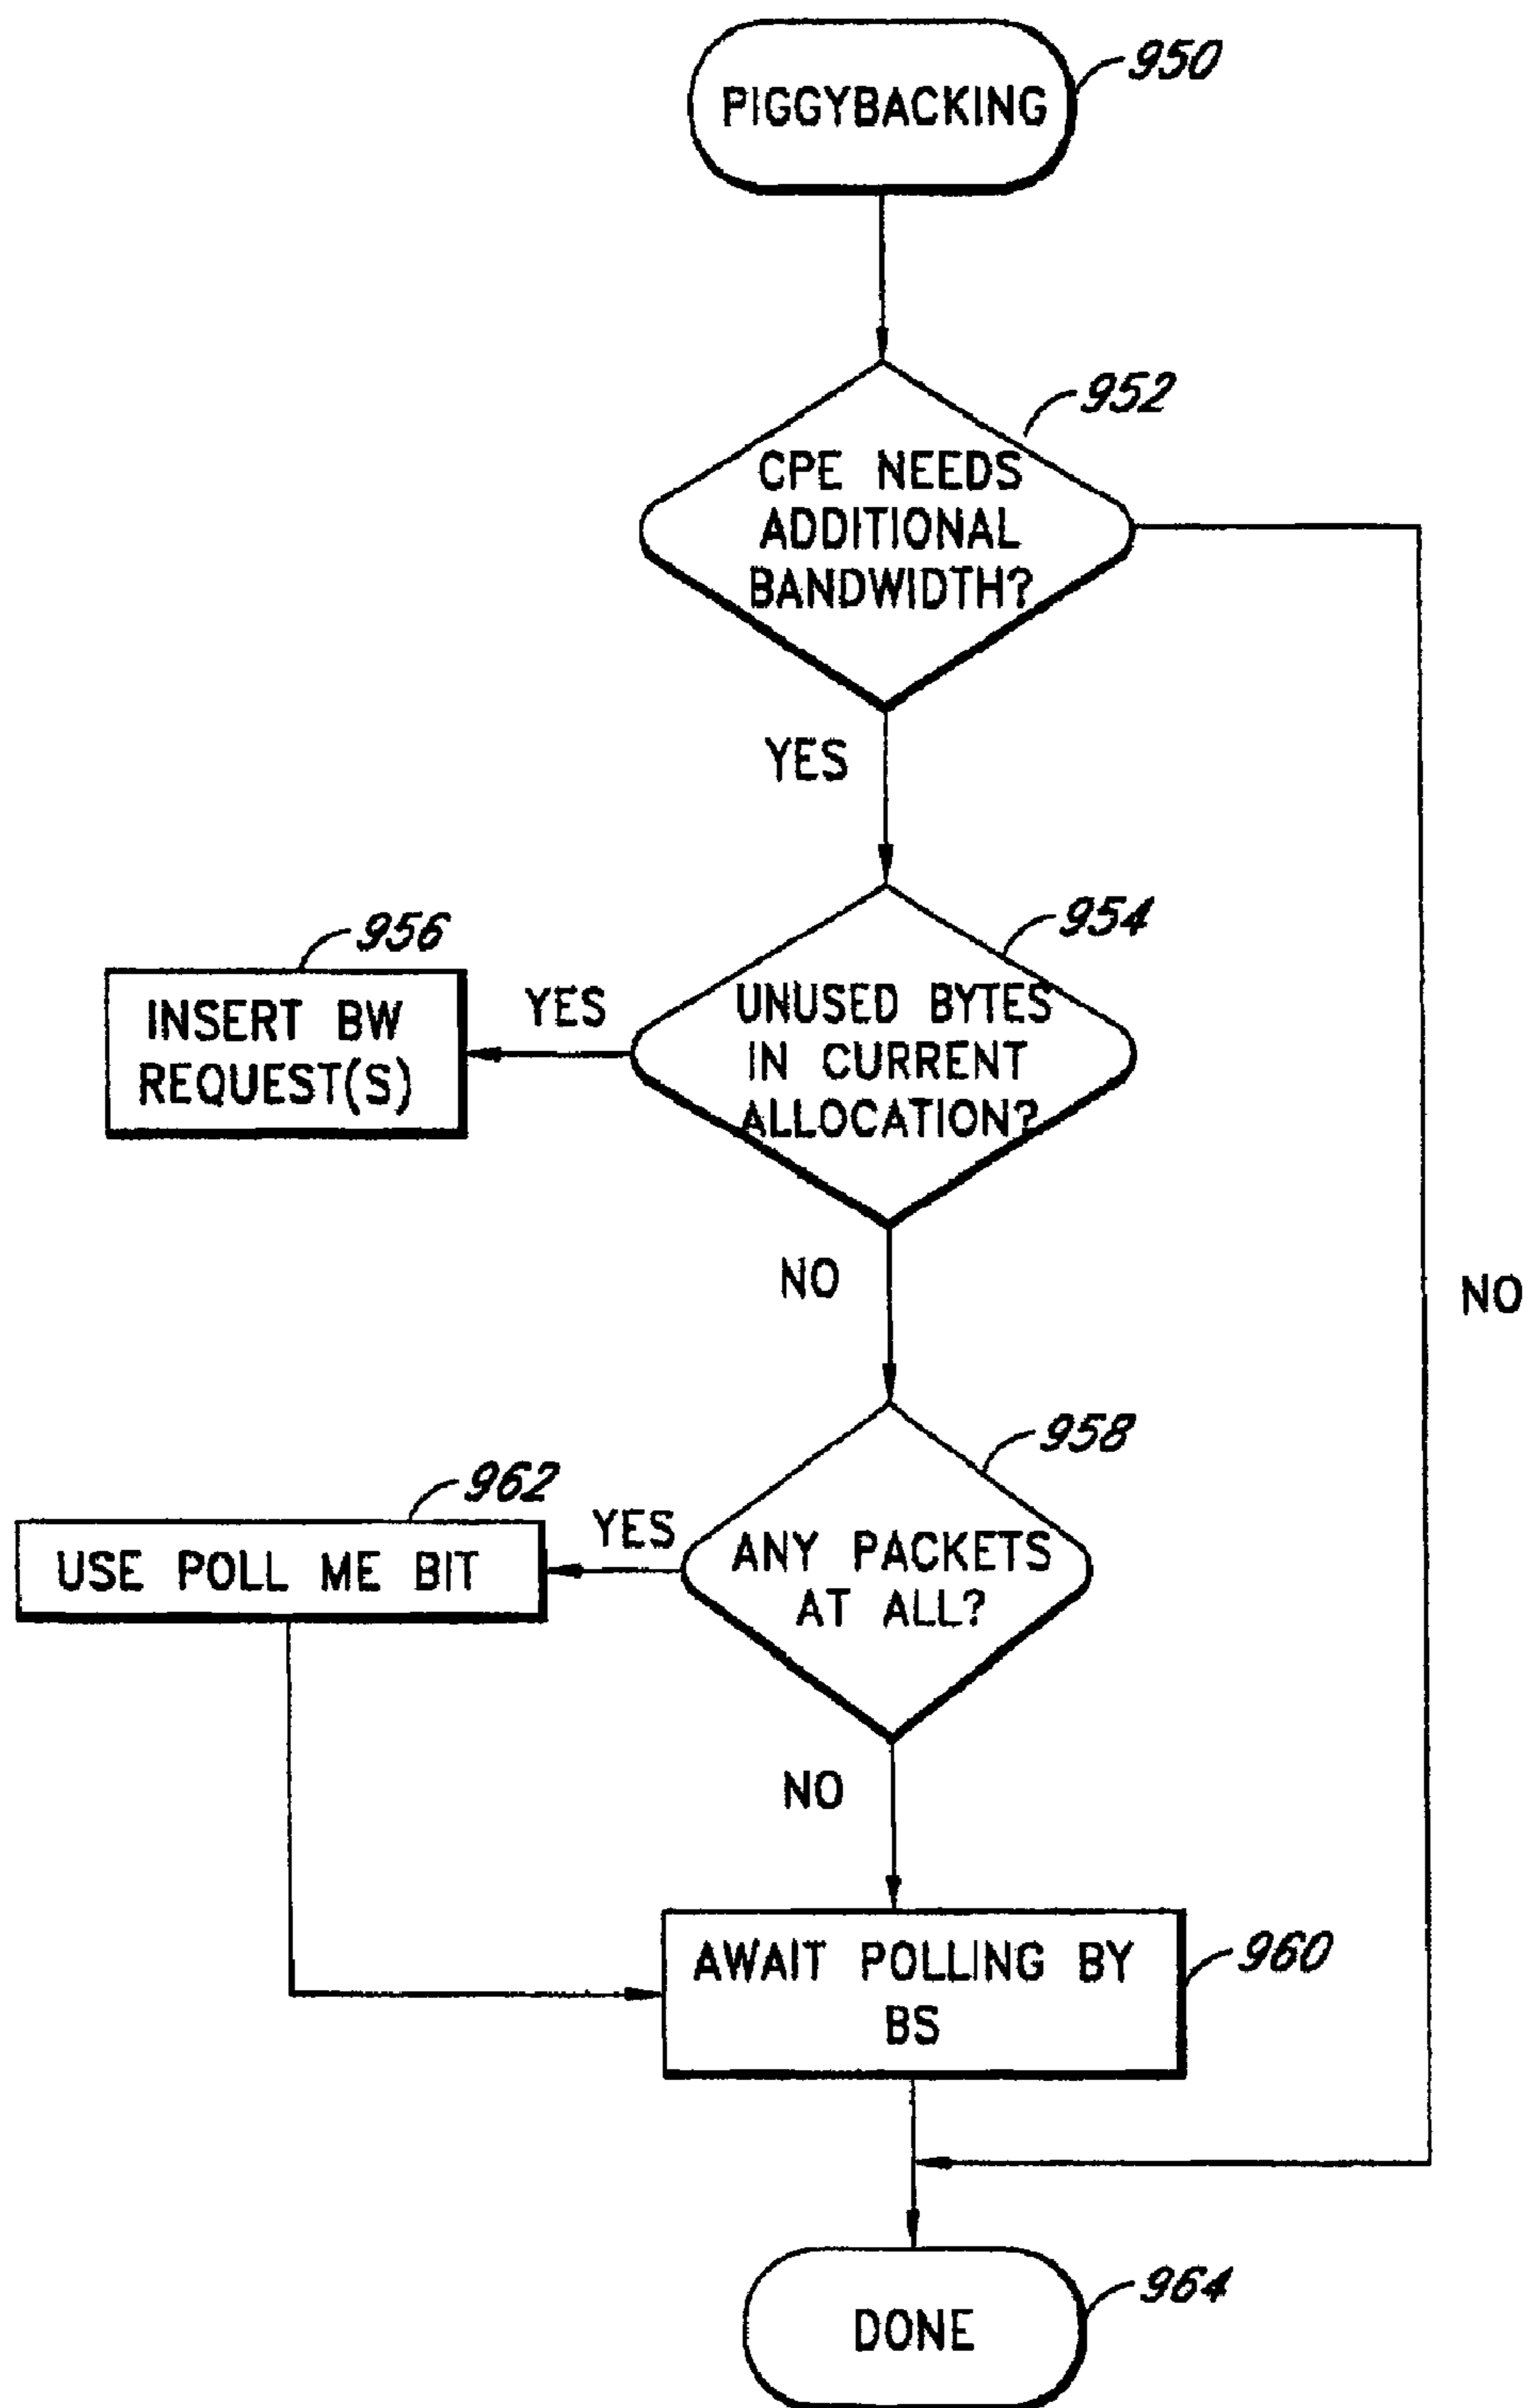 PIGGYBACKING
950
952
CPE NEEDS
ADDITIONAL
BANDWIDTH?
YES
954
956
UNUSED BYTES
IN CURRENT
ALLOCATION?
YES
INSERT BW
REQUEST(S)
NO
NO
958
962
ANY PACKETS
AT ALL?
YES
USE POLL ME BIT
NO
AWAIT POLLING BY
BS
960
964
DONE